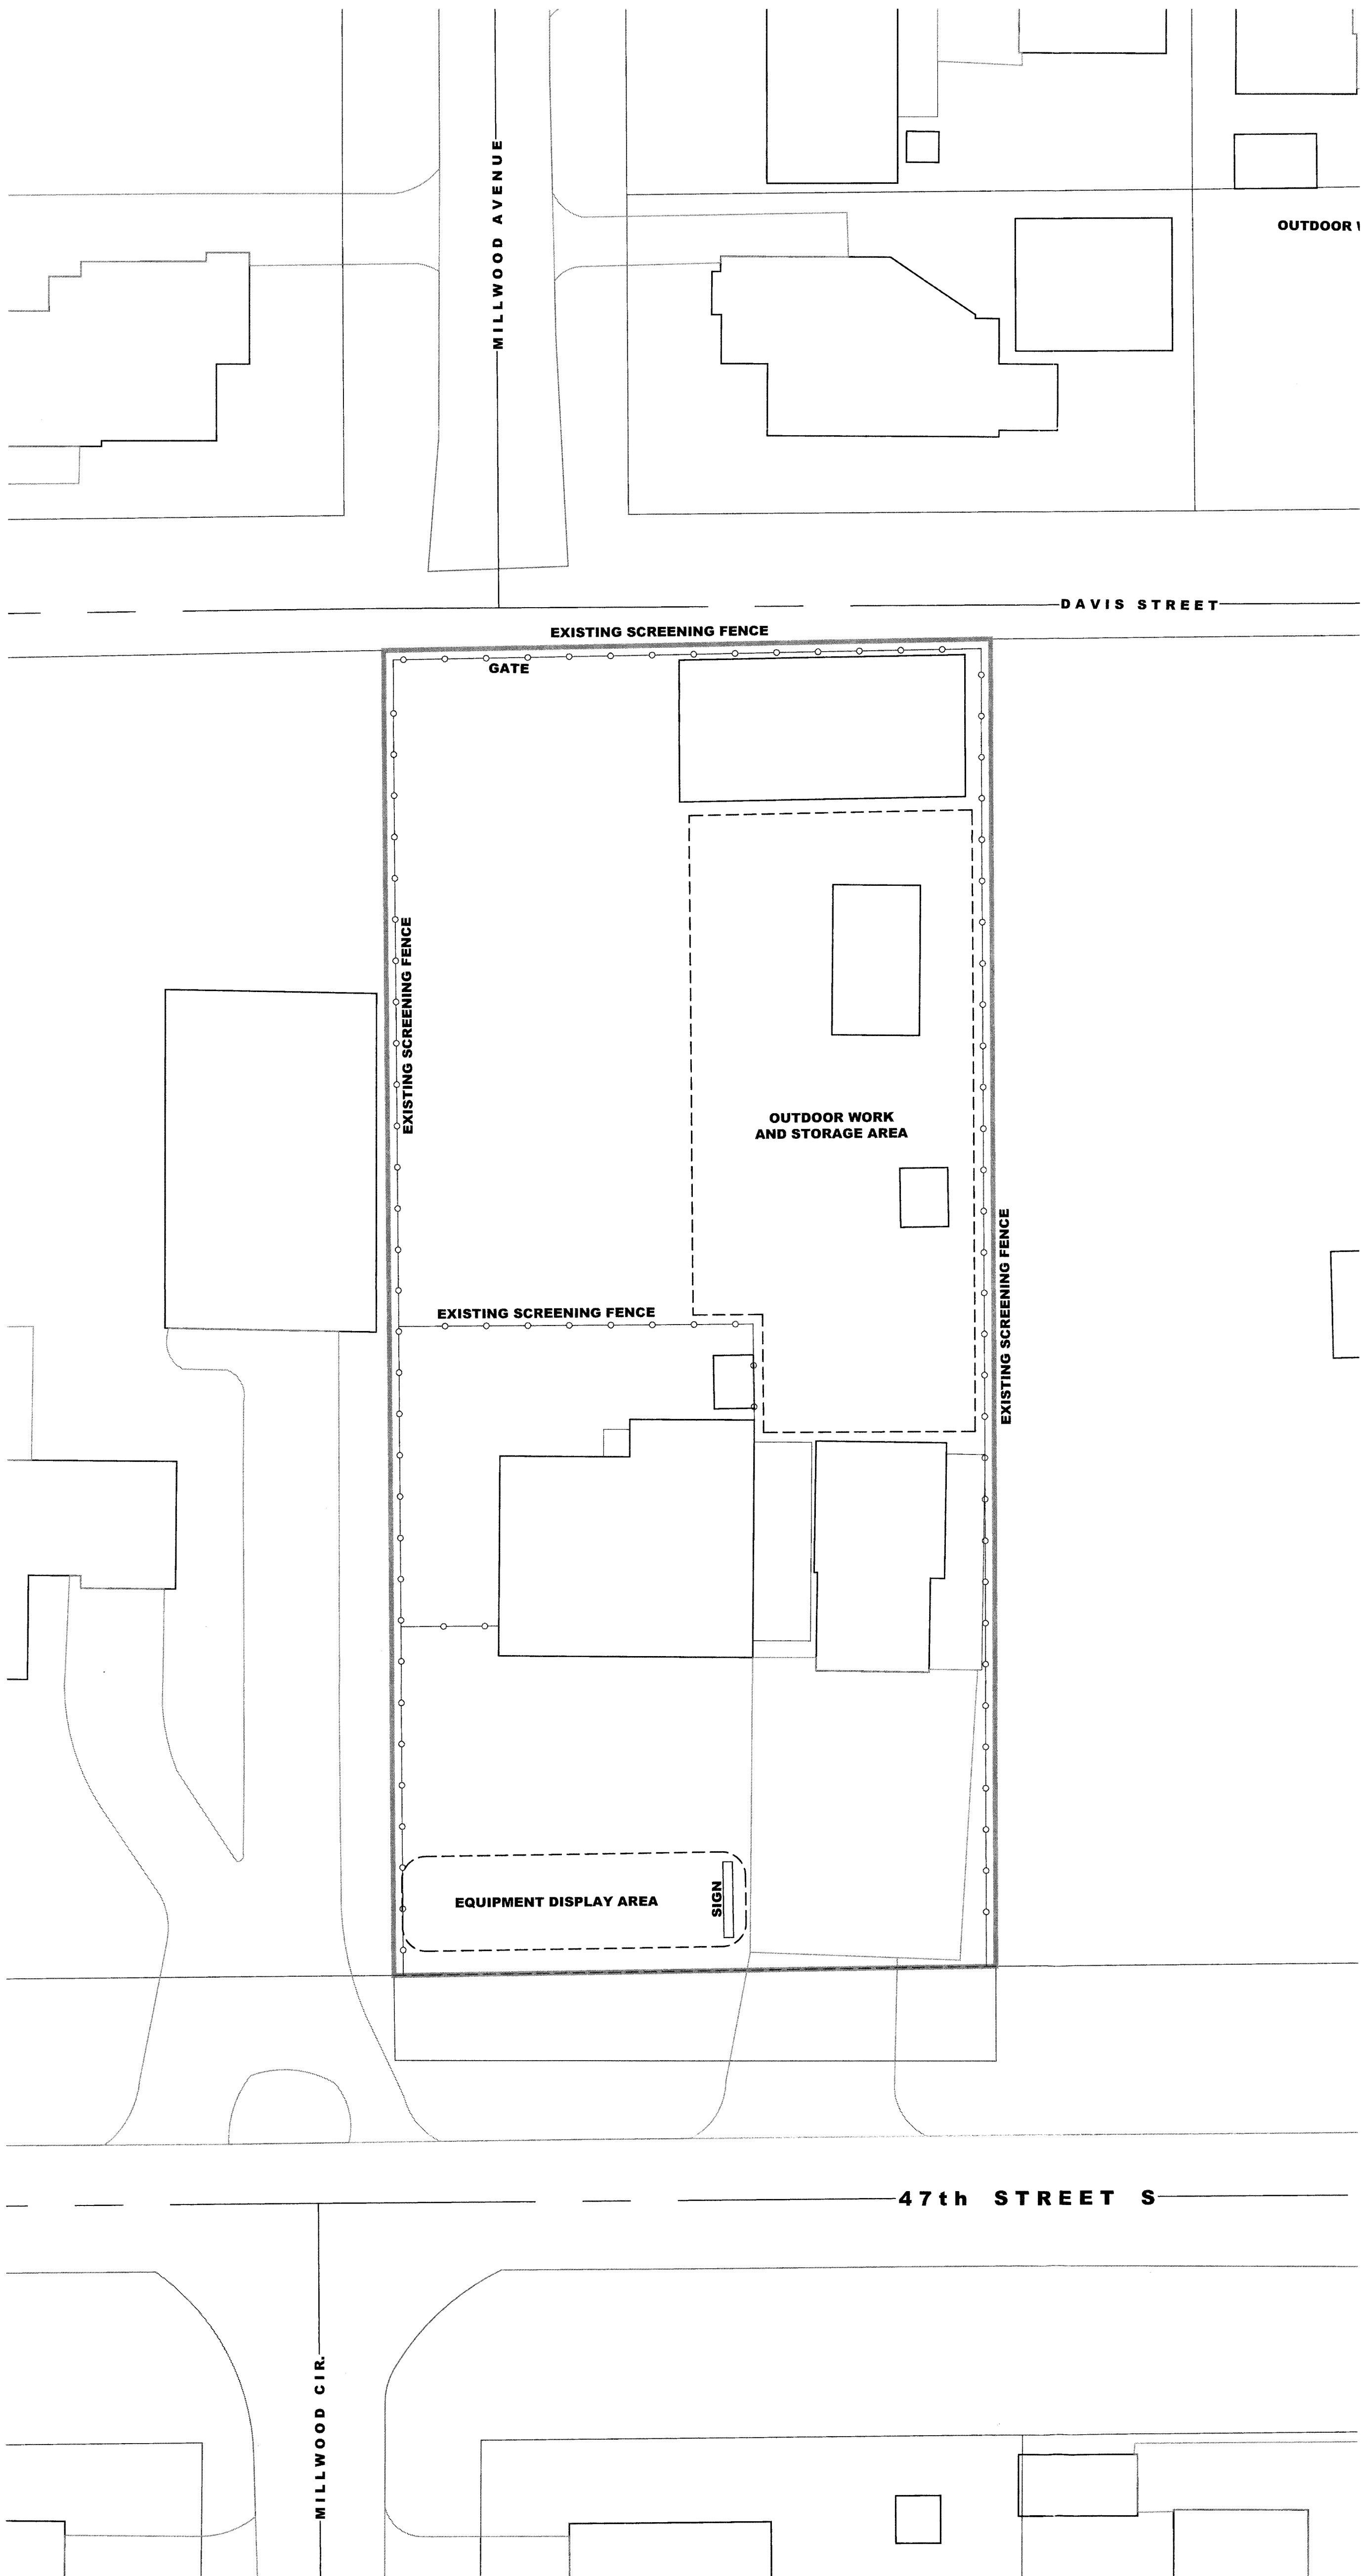 MILLWOOD AVENUE
OUTDOOR
DAVIS STREET
EXISTING SCREENING FENCE
GATE
EXISTING SCREENING FENCE
OUTDOOR WORK
AND STORAGE AREA
EXISTING SCREENING FENCE
EXISTING SCREENING FENCE
EQUIPMENT DISPLAY AREA
SIGN
47th STREET S
MILLWOOD CIR.